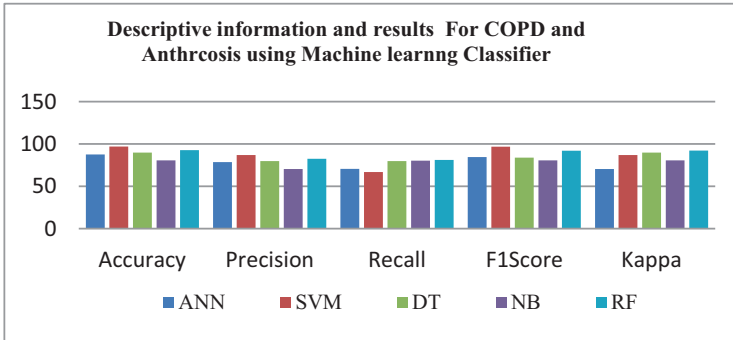 Descriptive information and results For COPD and
Anthrcosis using Machine learnng Classifier
150
100
50
0
Accuracy Precision Recall F1Score Kappa
ANN SVM DT NB RF